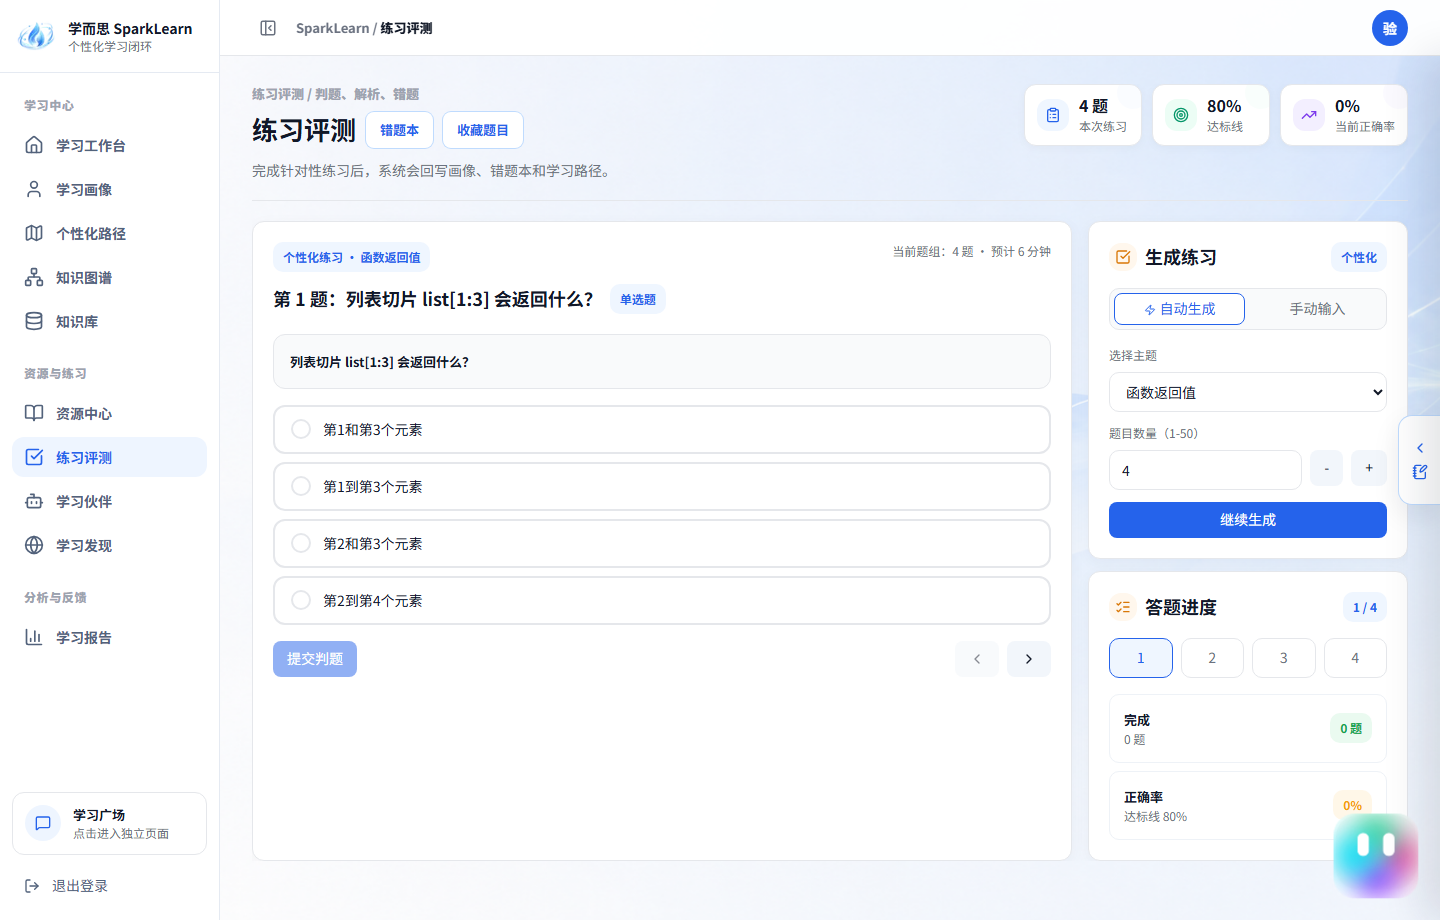 学而思 SparkLearn
个性化学习闭环
学习中心
学习工作台
学习画像
个性化路径
知识图谱
知识库
资源与练习
资源中心
练习评测
学习伙伴
学习发现
分析与反馈
学习报告
学习广场
点击进入独立页面
退出登录
SparkLearn / 练习评测
验
练习评测 / 判题、解析、错题
练习评测
错题本
收藏题目
完成针对性练习后，系统会回写画像、错题本和学习路径。
4 题
本次练习
80%
达标线
0%
当前正确率
个性化练习 · 函数返回值
当前题组：4 题 · 预计 6 分钟
第 1 题：列表切片 list[1:3] 会返回什么？
单选题
列表切片 list[1:3] 会返回什么？
第1和第3个元素
第1到第3个元素
第2和第3个元素
第2到第4个元素
提交判题
生成练习
个性化
自动生成
手动输入
选择主题
函数返回值
题目数量（1-50）
4
-
+
继续生成
答题进度
1 / 4
1
2
3
4
完成
0 题
0 题
正确率
达标线 80%
0%